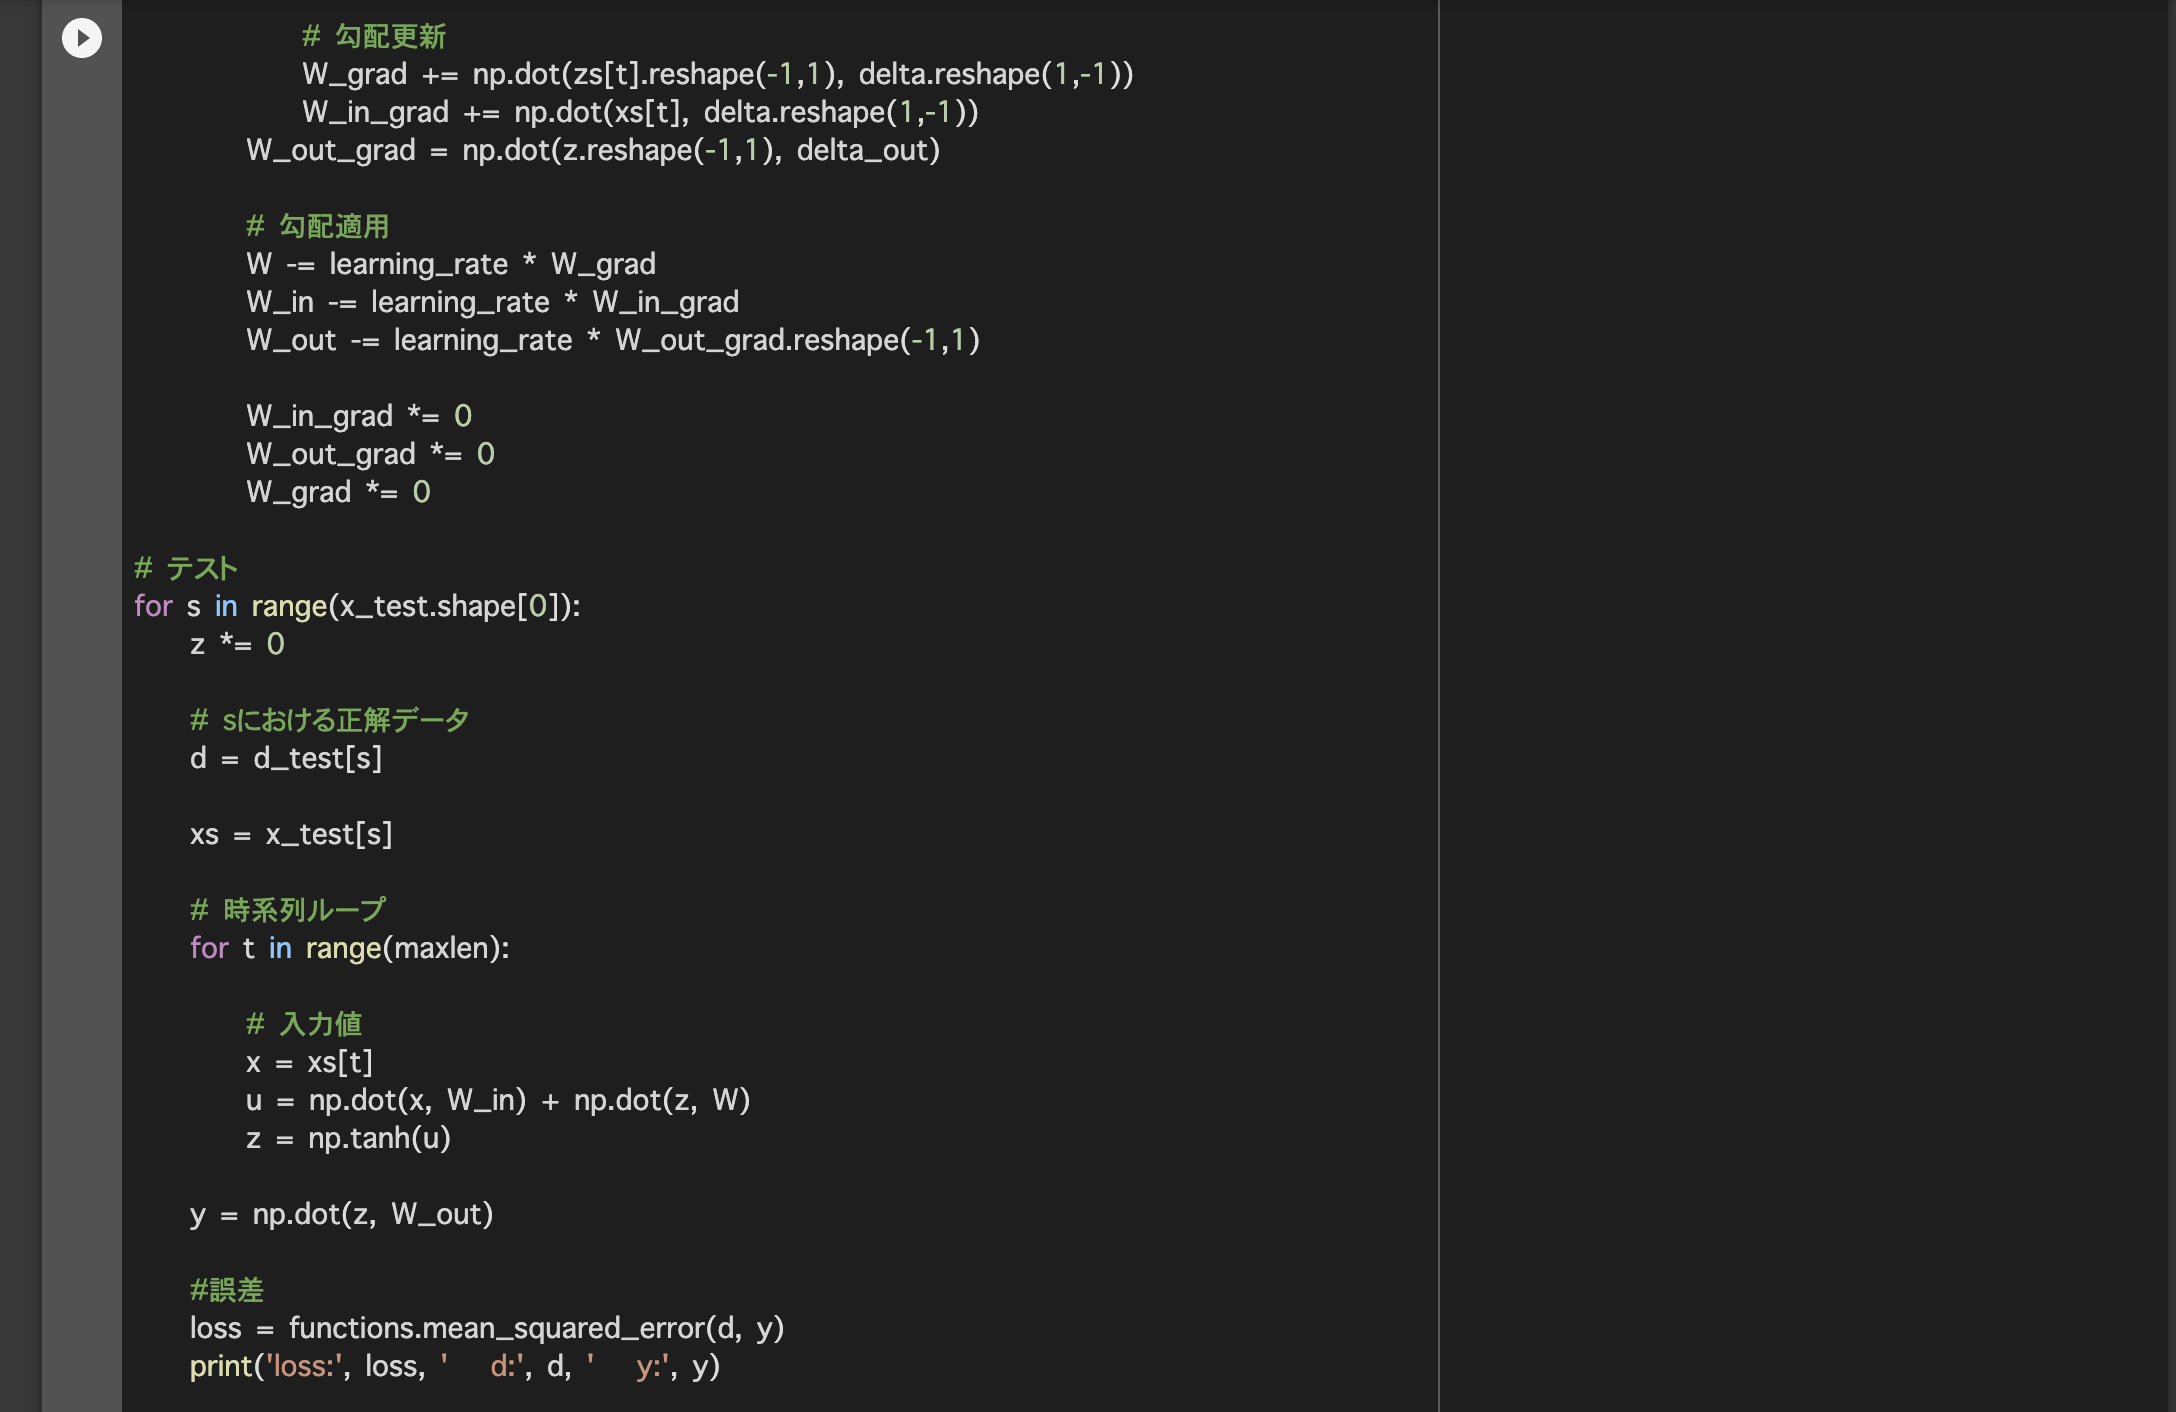 # 勾配更新
W_grad += np.dot(zs[t].reshape(-1,1), delta.reshape(1,-1))
W_in_grad += np.dot(xs[t], delta.reshape(1,-1))
W_out_grad = np.dot(z.reshape(-1,1), delta_out)
# 勾配適用
W -= learning_rate * W_grad
W_in -= learning_rate * W_in_grad
W_out -= learning_rate * W_out_grad.reshape(-1,1)
W_in_grad *= 0
W_out_grad *= 0
W_grad *= 0
# テスト
for s in range(x_test.shape[0]):
z *= 0
# sにおける正解データ
d = d_test[s]
xs = x_test[s]
# 時系列ループ
for t in range(maxlen):
# 入力値
x = xs[t]
u = np.dot(x, W_in) + np.dot(z, W)
z = np.tanh(u)
y = np.dot(z, W_out)
#誤差
loss = functions.mean_squared_error(d, y)
print('loss:', loss, '   d:', d, '   y:', y)